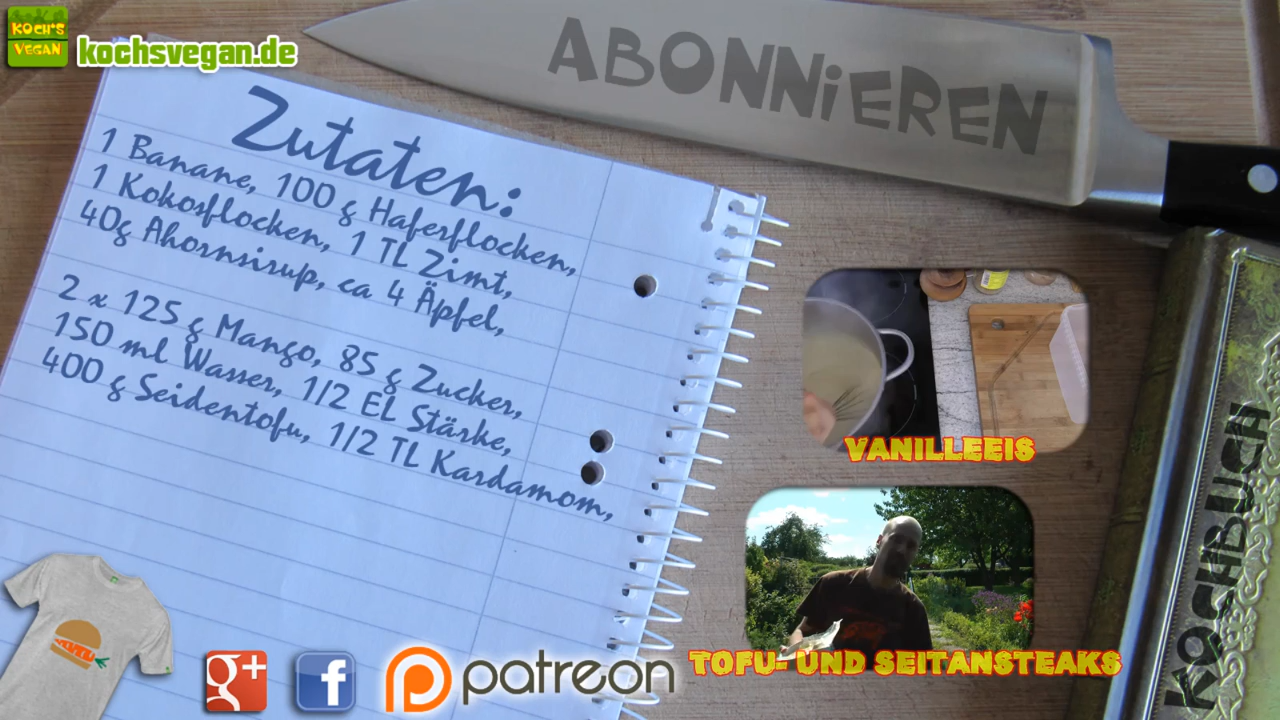 KOCH'S
VEGAN
kochsvegan.de
ABONNiEREN
Zutaten:
1 Banane, 100 g Haferflocken,
1 Kokosflocken, 1 TL Zimt,
40g Ahornsirup, ca 4 Äpfel,
2 x 125 g Mango, 85 g Zucker,
150 ml Wasser, 1/2 EL Stärke,
400 g Seidentofu, 1/2 TL Kardamom,
VANILLEEIS
TOFU- UND SEITANSTEAKS
KOCHBUCH
g+
f
patreon